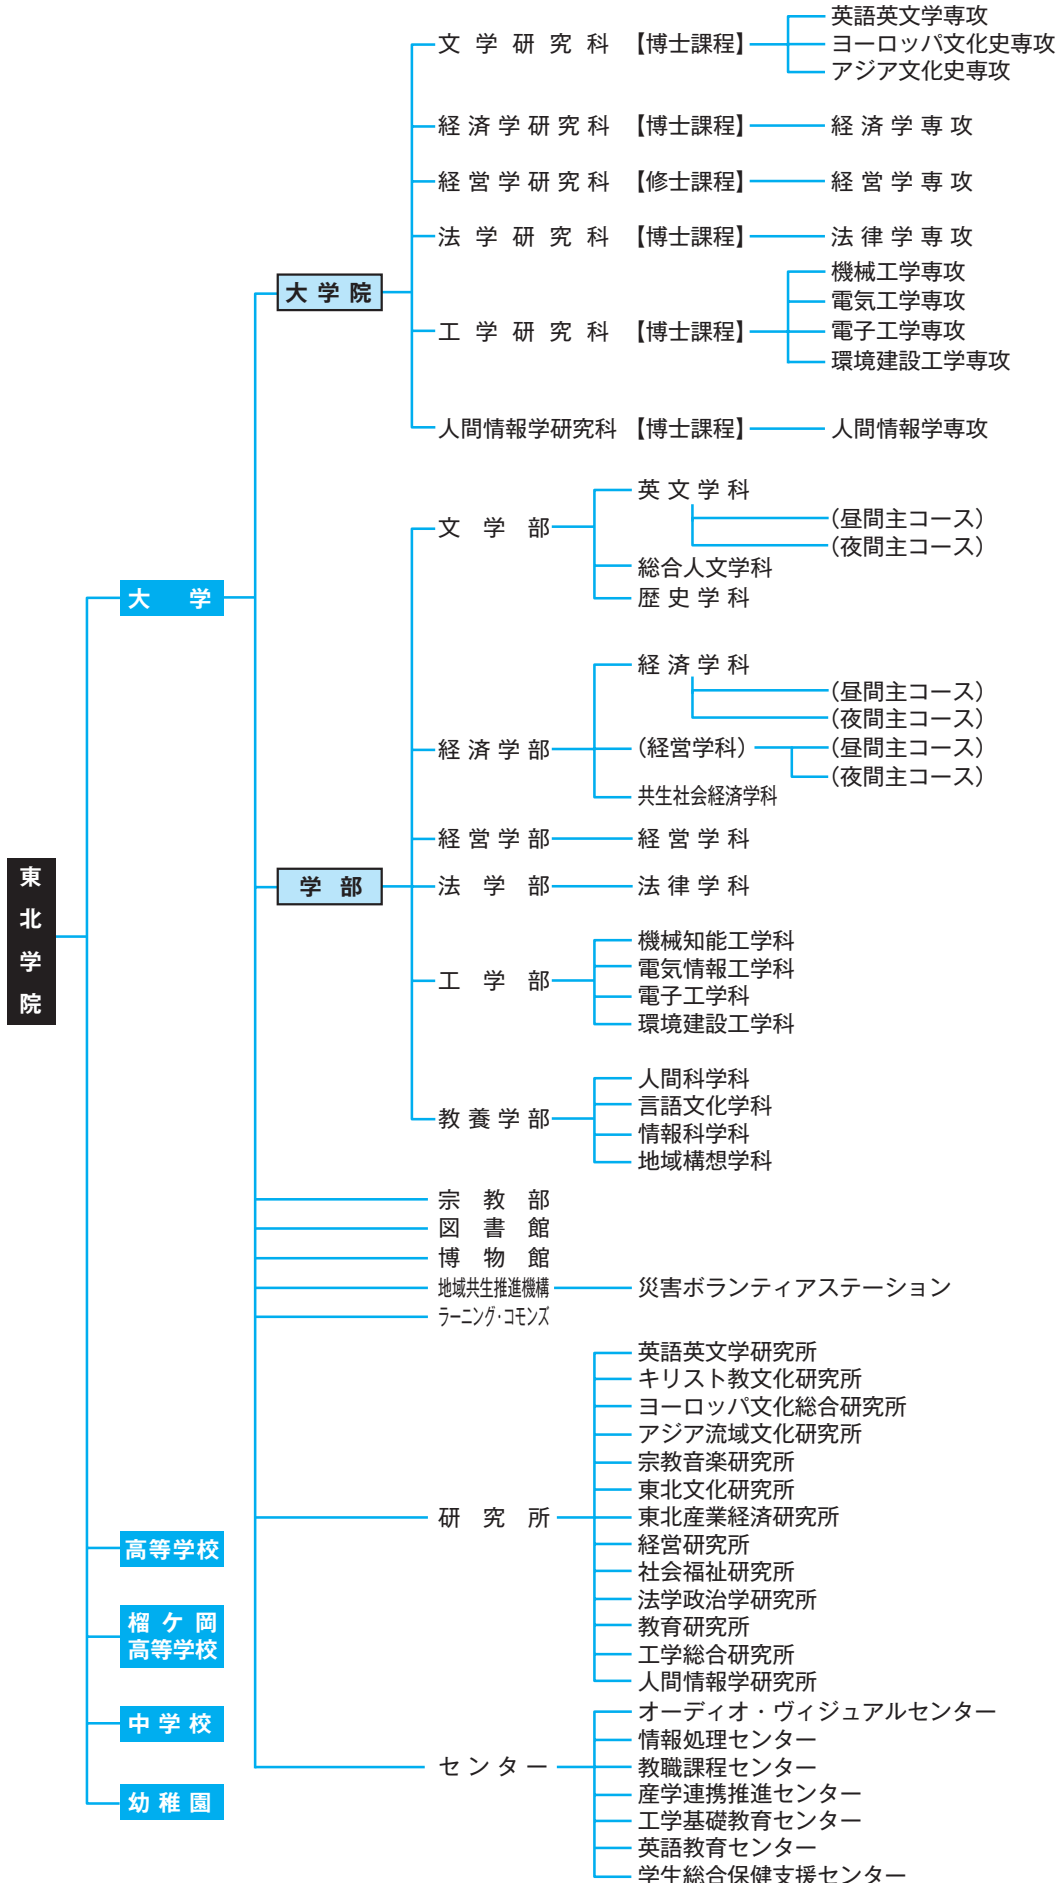 東北学院
大学
大学院
文学研究科【博士課程】
英語英文学専攻
ヨーロッパ文化史専攻
アジア文化史専攻
経済学研究科【博士課程】
経済学専攻
経営学研究科【修士課程】
経営学専攻
法学研究科【博士課程】
法律学専攻
工学研究科【博士課程】
機械工学専攻
電気工学専攻
電子工学専攻
環境建設工学専攻
人間情報学研究科【博士課程】
人間情報学専攻
学部
文学部
英文学科
（昼間主コース）
（夜間主コース）
総合人文学科
歴史学科
経済学部
経済学科
（昼間主コース）
（夜間主コース）
（経営学科）
（昼間主コース）
（夜間主コース）
共生社会経済学科
経営学部
経営学科
法学部
法律学科
工学部
機械知能工学科
電気情報工学科
電子工学科
環境建設工学科
教養学部
人間科学科
言語文化学科
情報科学科
地域構想学科
宗教部
図書館
博物館
地域共生推進機構
災害ボランティアステーション
ラーニング・コモンズ
研究所
英語英文学研究所
キリスト教文化研究所
ヨーロッパ文化総合研究所
アジア流域文化研究所
宗教音楽研究所
東北文化研究所
東北産業経済研究所
経営研究所
社会福祉研究所
法学政治学研究所
教育研究所
工学総合研究所
人間情報学研究所
センター
オーディオ・ヴィジュアルセンター
情報処理センター
教職課程センター
産学連携推進センター
工学基礎教育センター
英語教育センター
学生総合保健支援センター
高等学校
榴ケ岡
高等学校
中学校
幼稚園